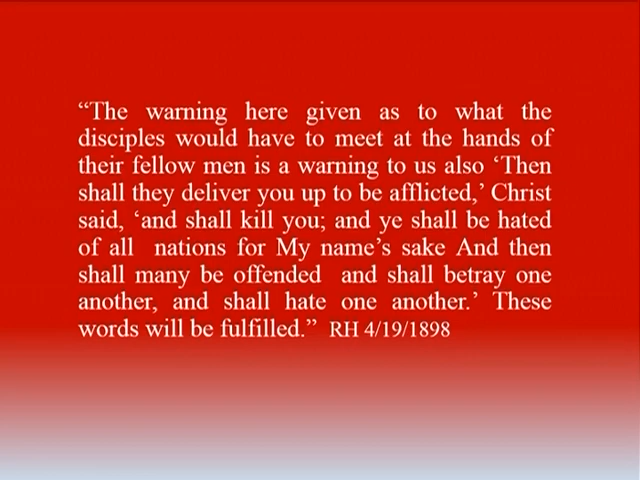 “The warning here given as to what the
disciples would have to meet at the hands of
their fellow men is a warning to us also ‘Then
shall they deliver you up to be afflicted,’ Christ
said, ‘and shall kill you; and ye shall be hated
of all  nations for My name’s sake And then
shall many be offended  and shall betray one
another, and shall hate one another.’ These
words will be fulfilled.”  RH 4/19/1898